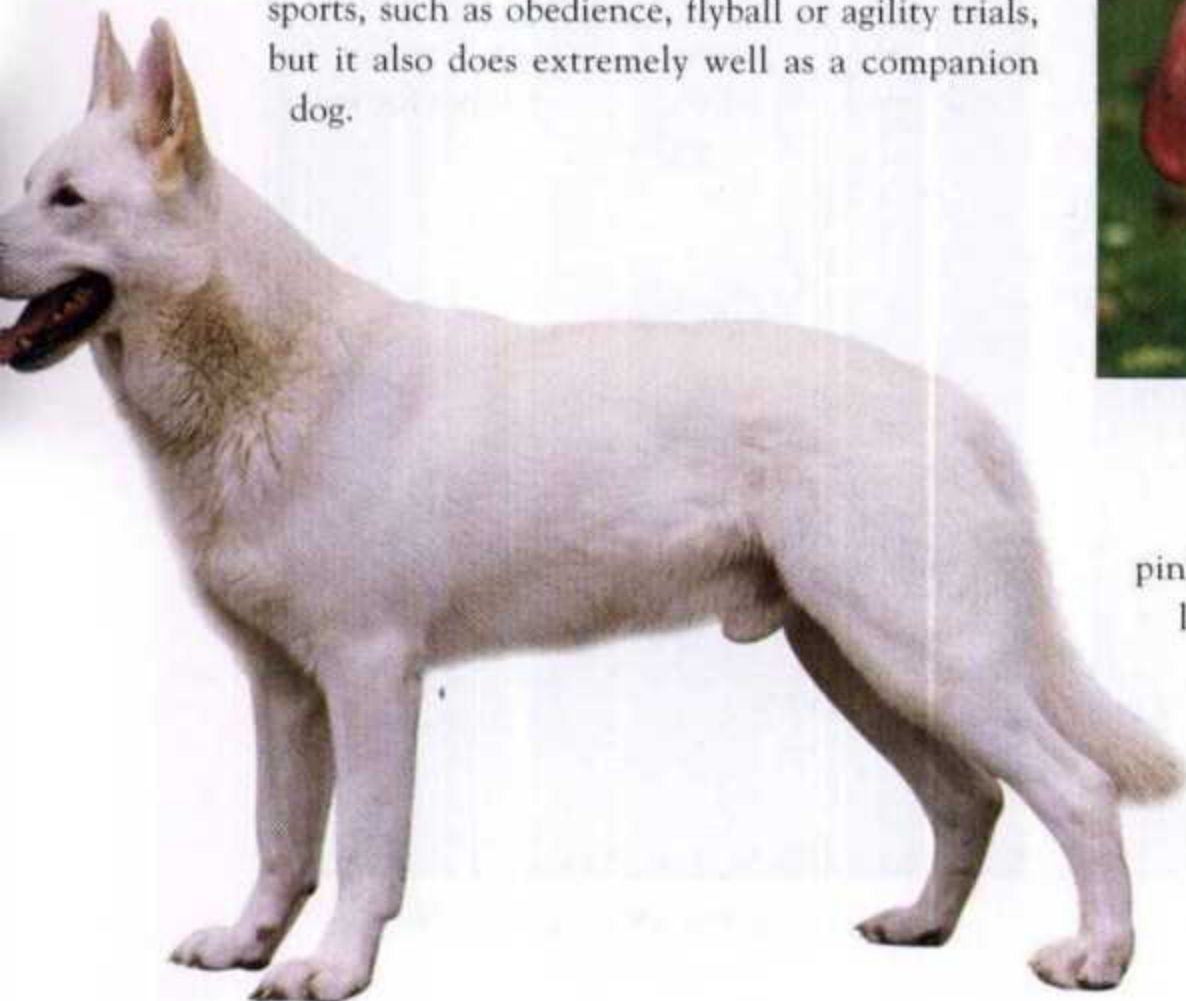 sports, such as obedience, flyball or agility trials,
but it also does extremely well as a companion
dog.
pin
l